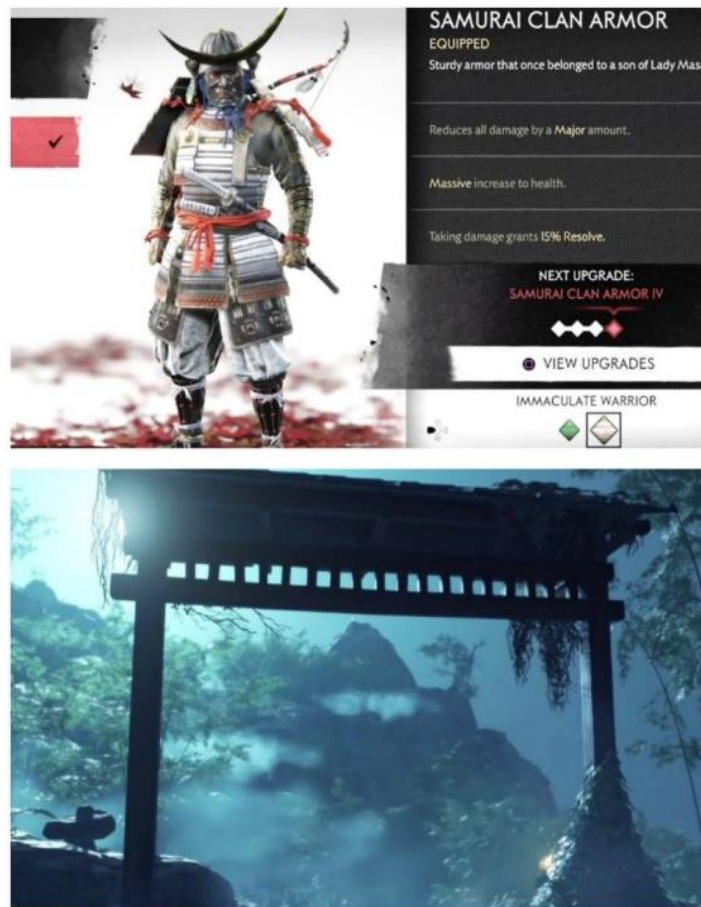 SAMURAI CLAN ARMOR
EQUIPPED
Sturdy armor that once belonged to a son of Lady Mas
Reduces all damage by a Major amount.
Massive increase to health.
Taking damage grants 15% Resolve.
NEXT UPGRADE:
SAMURAI CLAN ARMOR IV
VIEW UPGRADES
IMMACULATE WARRIOR